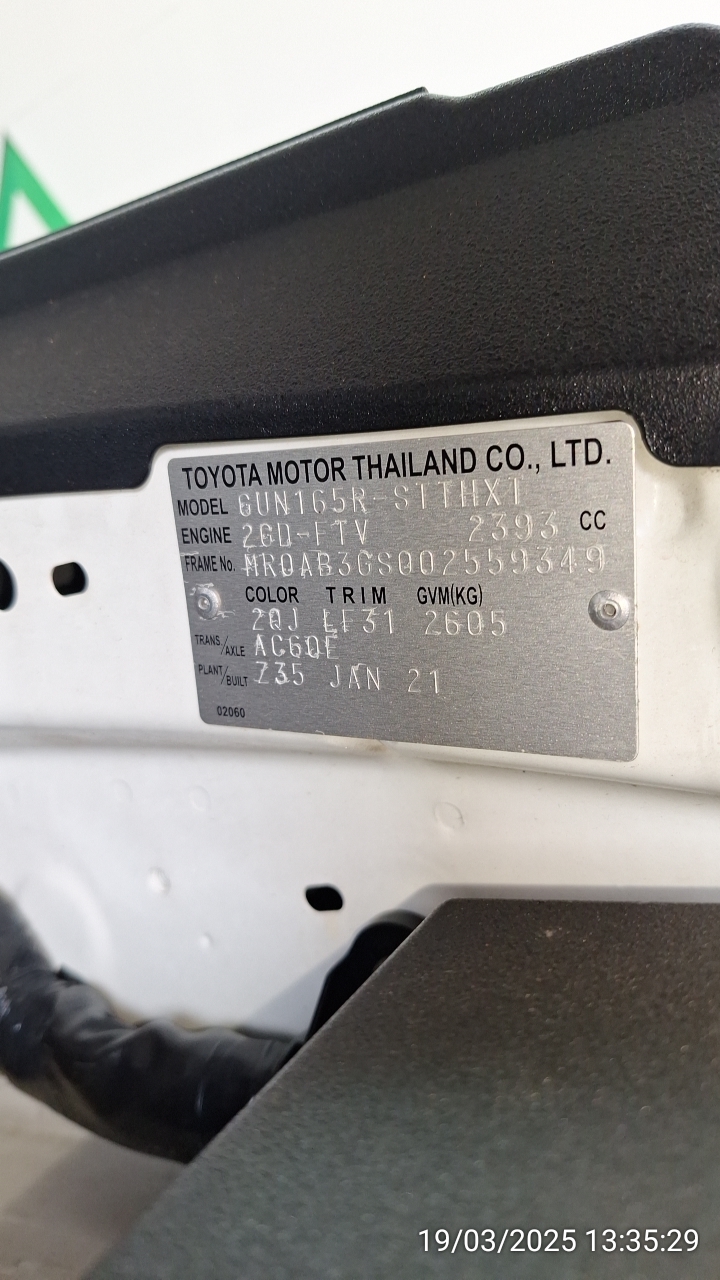 TOYOTA MOTOR THAILAND CO., LTD.
MODEL GUN165R-STTHXT
ENGINE 2GD-FTV 2393 CC
FRAME No. MR0AB3GS002559349
COLOR TRIM GVM(KG)
2QJ LF31 2605
TRANS./AXLE AC60E
PLANT/BUILT Z35 JAN 21
02060
19/03/2025 13:35:29